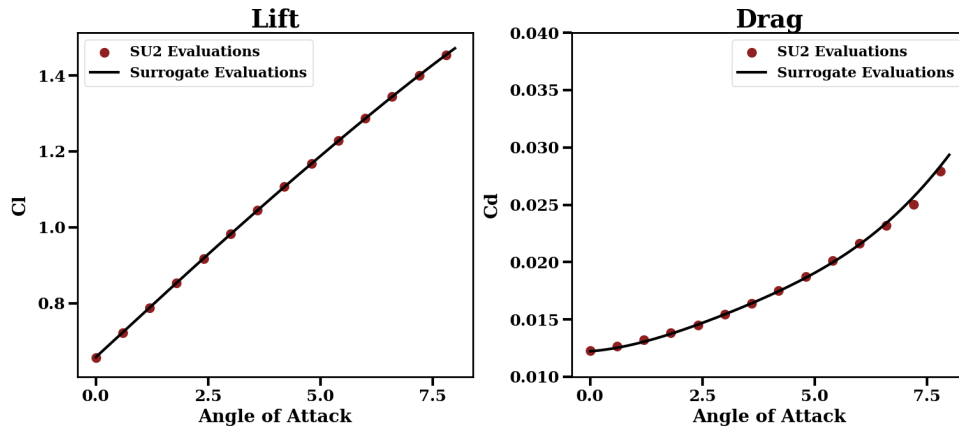 Lift
SU2 Evaluations
Surrogate Evaluations
1.4
1.2
1.0
0.8
Cl
0.0
2.5
5.0
7.5
Angle of Attack
Drag
SU2 Evaluations
Surrogate Evaluations
0.040
0.035
0.030
0.025
0.020
0.015
0.010
Cd
0.0
2.5
5.0
7.5
Angle of Attack